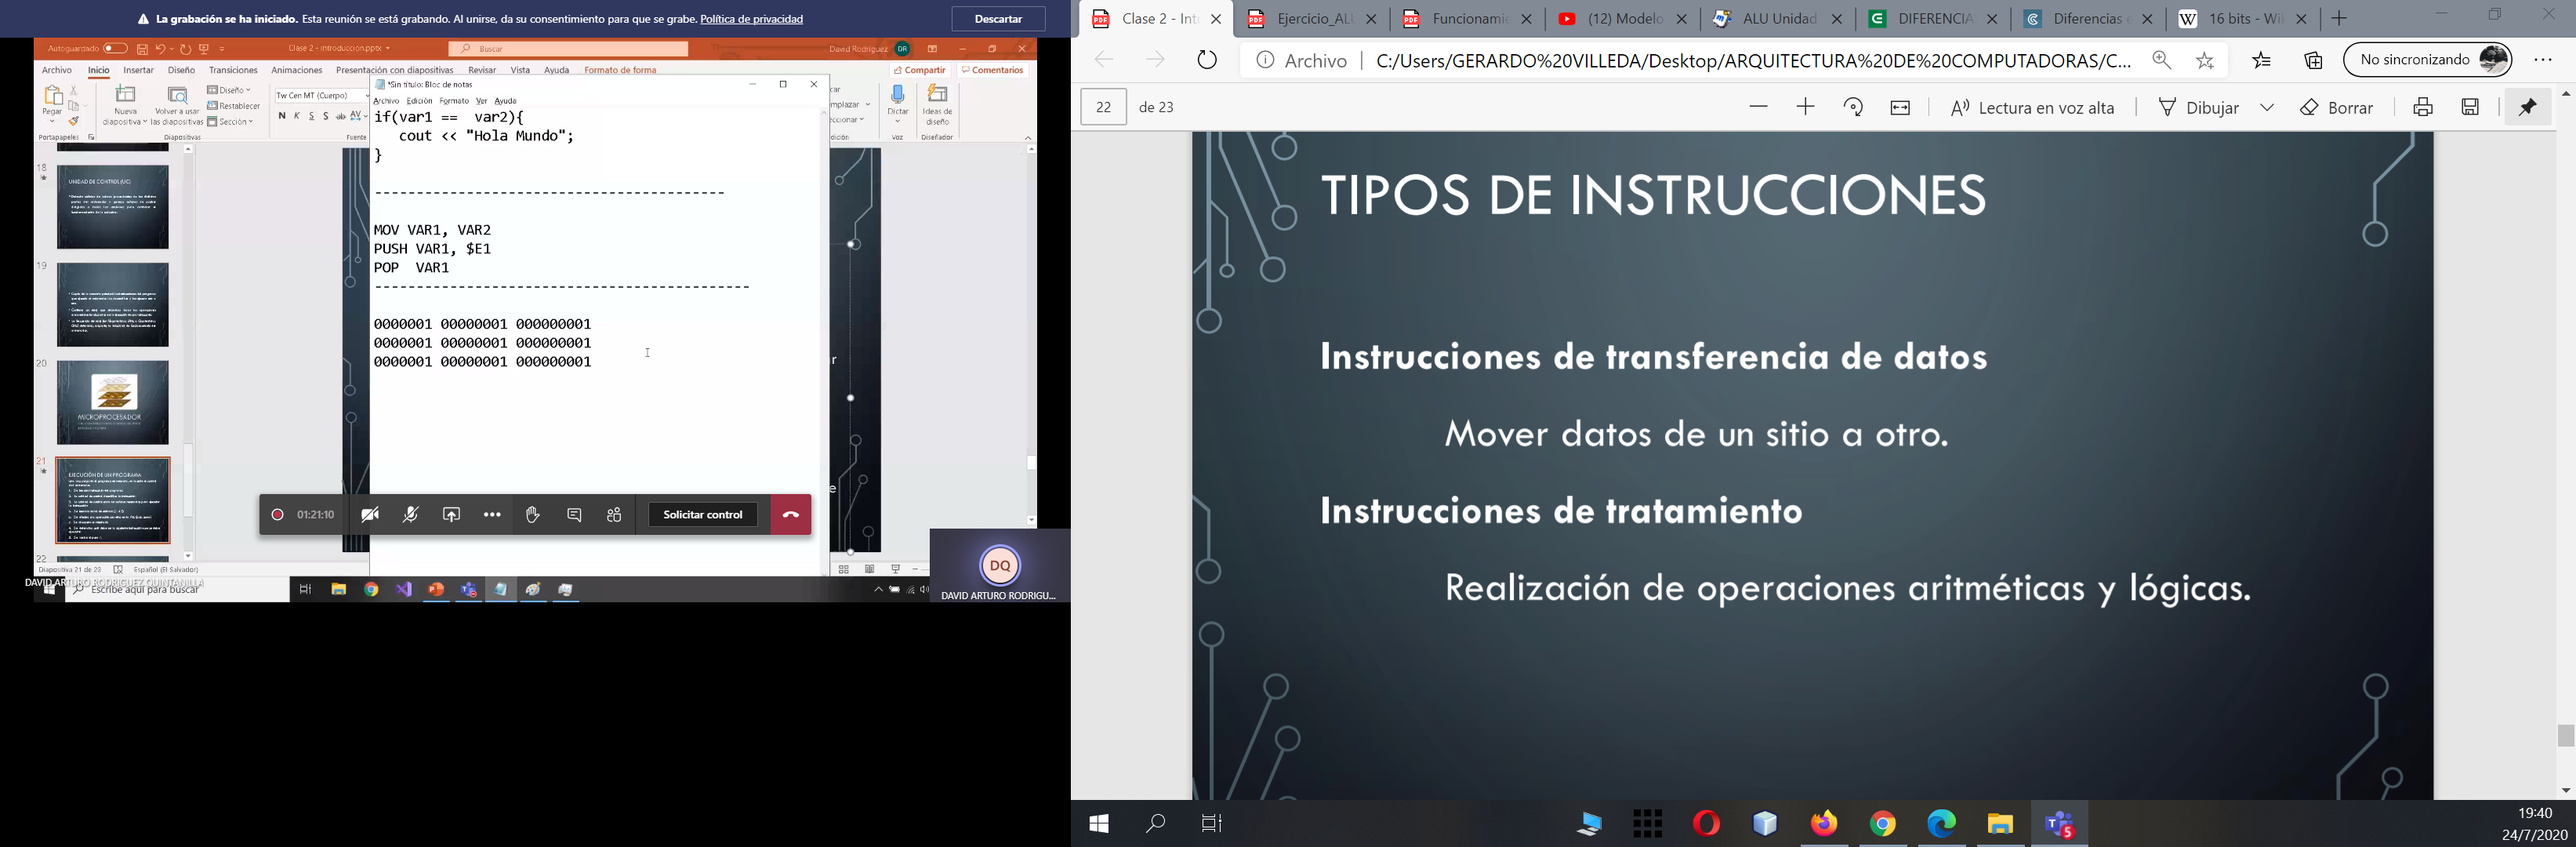 La grabación se ha iniciado. Esta reunión se está grabando. Al unirse, da su consentimiento para que se grabe. Política de privacidad
Descartar
Autoguardado
Clase 2 - introduccion.pptx
Buscar
David Rodriguez
DR
Archivo Inicio Insertar Diseño Transiciones Animaciones Presentación con diapositivas Revisar Vista Ayuda Formato de forma
Compartir
Comentarios
Pegar
Nueva diapositiva
Volver a usar las diapositivas
Diseño
Restablecer
Sección
Tw Cen MT (Cuerpo)
N K S S ab AV
Portapapeles
Diapositivas
Fuente
Dictar
Ideas de diseño
Voz
Diseñador
*Sin título: Bloc de notas
Archivo Edición Formato Ver Ayuda
if(var1 == var2){
cout << "Hola Mundo";
}
---------------------------------------------
MOV VAR1, VAR2
PUSH VAR1, $E1
POP VAR1
------------------------------------------------
0000001 00000001 000000001
0000001 00000001 000000001
0000001 00000001 000000001
18
UNIDAD DE CONTROL (UC)
19
20
MICROPROCESADOR
21
EJECUCIÓN DE UN PROGRAMA
22
01:21:10
Solicitar control
Diapositiva 21 de 23
Español (El Salvador)
DAVID ARTURO RODRIGUEZ QUINTANILLA
Escribe aquí para buscar
DQ
DAVID ARTURO RODRIGU...
Clase 2 - Int
Ejercicio_ALU
Funcionamie
(12) Modelo
ALU Unidad
DIFERENCIA
Diferencias e
16 bits - Wik
Archivo
C:/Users/GERARDO%20VILLEDA/Desktop/ARQUITECTURA%20DE%20COMPUTADORAS/C...
No sincronizando
22 de 23
Lectura en voz alta
Dibujar
Borrar
TIPOS DE INSTRUCCIONES
Instrucciones de transferencia de datos
Mover datos de un sitio a otro.
Instrucciones de tratamiento
Realización de operaciones aritméticas y lógicas.
19:40
24/7/2020